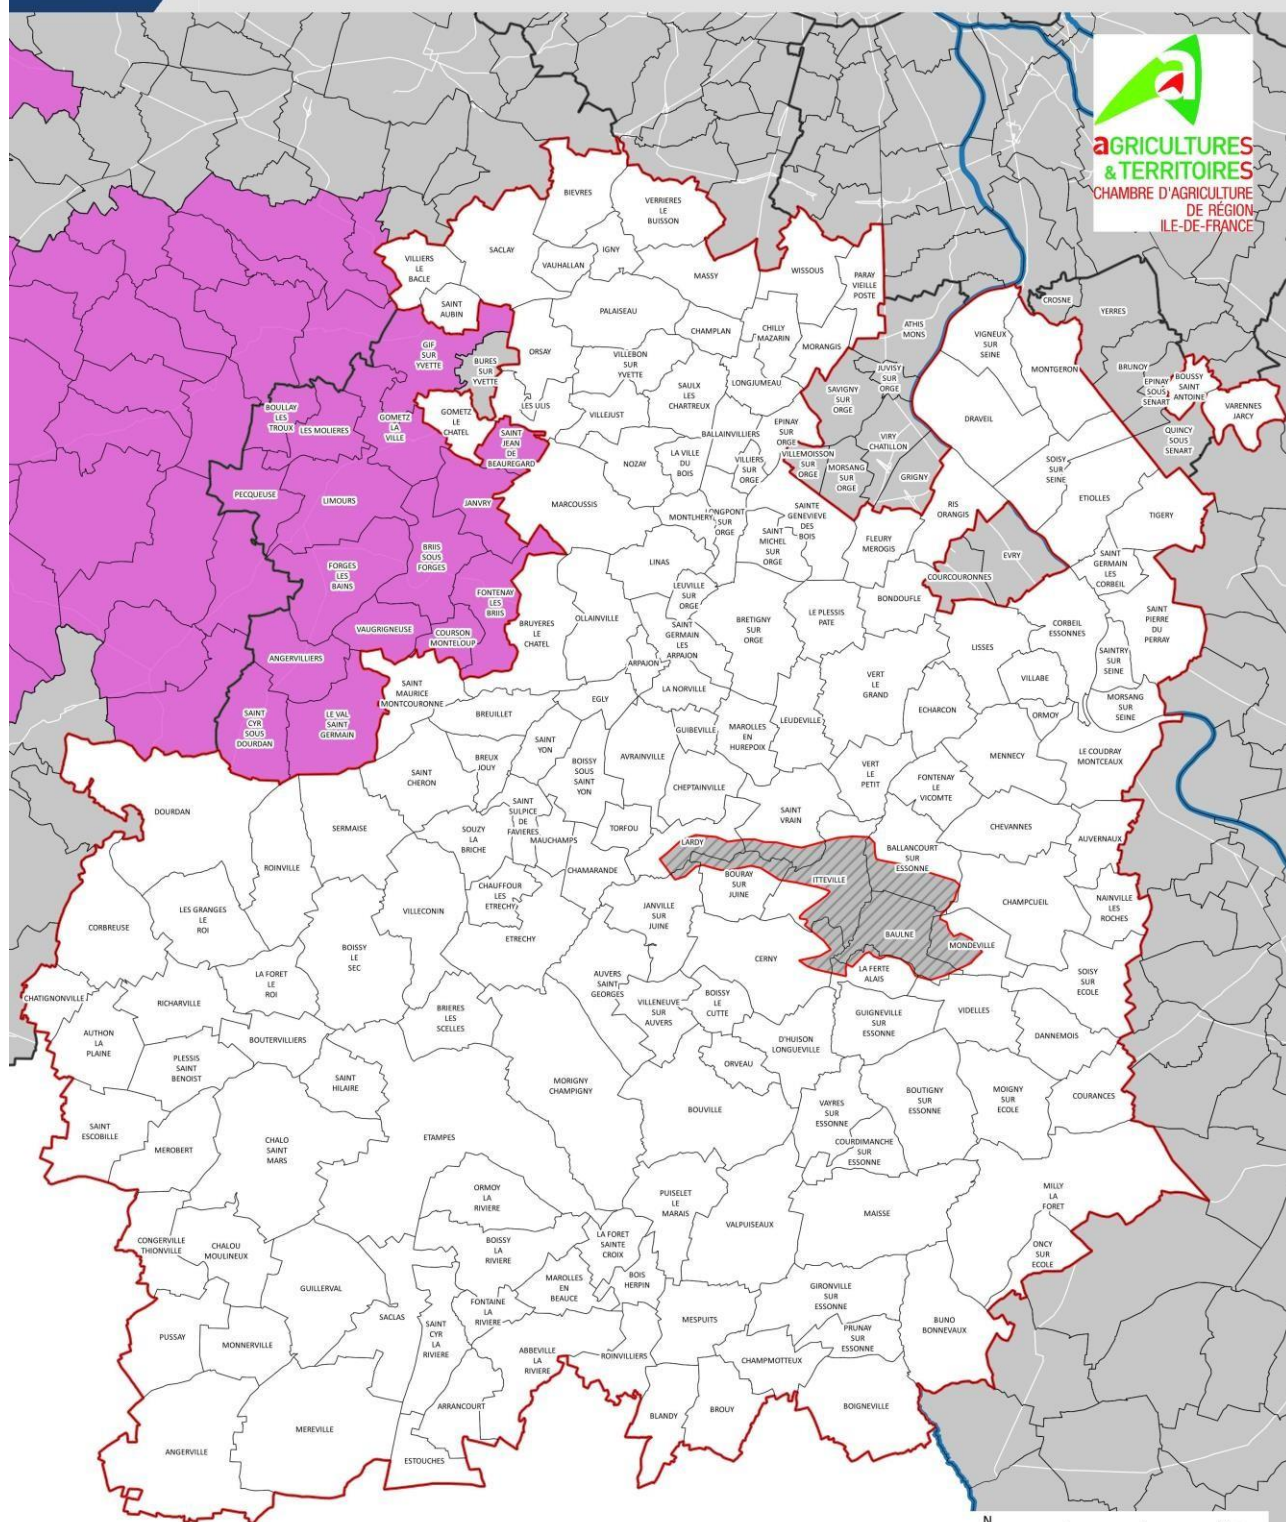 agricultures
& territoires
CHAMBRE D'AGRICULTURE
DE RÉGION
ILE-DE-FRANCE
BIEVRES
VERRIERES
LE
BUISSON
SACLAY
IGNY
VAUHALLAN
VILLIERS
LE
BACLE
MASSY
WISSOUS
PARAY
VIEILLE
POSTE
SAINT
AUBIN
CROSNE
YERRES
PALAISEAU
CHAMPLAN
CHILLY
MAZARIN
MORANGIS
ATHIS
MONS
VIGNEUX
SUR
SEINE
GIF
SUR
YVETTE
BURES
SUR
YVETTE
ORSAY
VILLEBON
SUR
YVETTE
MONTGERON
BRUNOY
EPINAY
SOUS
SENART
BOUSSY
SAINT
ANTOINE
VARENNES
JARCY
SAULX
LES
CHARTREUX
LONGJUMEAU
SAVIGNY
SUR
ORGE
JUVISY
SUR
ORGE
BOULLAY
LES
TROUX
LES MOLIERES
GOMETZ
LA
VILLE
GOMETZ
LE
CHATEL
LES ULIS
VILLEJUST
DRAVEIL
SAINT
JEAN
DE
BEAUREGARD
BALLAINVILLIERS
EPINAY
SUR
ORGE
VIRY
CHATILLON
QUINCY
SOUS
SENART
NOZAY
LA VILLE
DU
BOIS
VILLIERS
SUR
ORGE
VILLEMOISSON
SUR
ORGE
MORSANG
SUR
ORGE
GRIGNY
SOISY
SUR
SEINE
PECQUEUSE
LIMOURS
JANVRY
MARCOUSSIS
ETIOLLES
TIGERY
MONTLHERY
LONGPONT
SUR
ORGE
SAINTE
GENEVIEVE
DES
BOIS
RIS
ORANGIS
SAINT
MICHEL
SUR
ORGE
FLEURY
MEROGIS
EVRY
BRIIS
SOUS
FORGES
FORGES
LES
BAINS
LINAS
COURCOURONNES
SAINT
GERMAIN
LES
CORBEIL
FONTENAY
LES
BRIIS
LEUVILLE
SUR
ORGE
BONDOUFLE
VAUGRIGNEUSE
COURSON
MONTELOUP
BRUYERES
LE
CHATEL
OLLAINVILLE
SAINT
GERMAIN
LES
ARPAJON
BRETIGNY
SUR
ORGE
LE PLESSIS
PATE
LISSES
CORBEIL
ESSONNES
SAINT
PIERRE
DU
PERRAY
ANGERVILLIERS
ARPAJON
SAINTRY
SUR
SEINE
SAINT
MAURICE
MONTCOURONNE
LA NORVILLE
VERT
LE
GRAND
VILLABE
MORSANG
SUR
SEINE
EGLY
ECHARCON
ORMOY
SAINT
CYR
SOUS
DOURDAN
LE VAL
SAINT
GERMAIN
BREUILLET
GUIBEVILLE
MAROLLES
EN
HUREPOIX
LEUDEVILLE
MENNECY
LE COUDRAY
MONTCEAUX
BREUX
JOUY
SAINT
YON
BOISSY
SOUS
SAINT
YON
AVRAINVILLE
SAINT
CHERON
CHEPTAINVILLE
VERT
LE
PETIT
FONTENAY
LE
VICOMTE
DOURDAN
SERMAISE
SOUZY
LA
BRICHE
SAINT
SULPICE
DE
FAVIERES
MAUCHAMPS
TORFOU
SAINT
VRAIN
CHEVANNES
AUVERNAUX
ROINVILLE
LARDY
BALLANCOURT
SUR
ESSONNE
CHAMARANDE
BOURAY
SUR
JUINE
ITTEVILLE
CHAUFFOUR
LES
ETRECHY
VILLECONIN
JANVILLE
SUR
JUINE
CHAMPCUEIL
NAINVILLE
LES
ROCHES
CORBREUSE
LES GRANGES
LE
ROI
ETRECHY
BAULNE
MONDEVILLE
BOISSY
LE
SEC
CERNY
LA FERTE
ALAIS
LA FORET
LE
ROI
AUVERS
SAINT
GEORGES
SOISY
SUR
ECOLE
CHATIGNONVILLE
RICHARVILLE
VILLENEUVE
SUR
AUVERS
BOISSY
LE
CUTTE
VIDELLES
BRIERES
LES
SCELLES
GUIGNEVILLE
SUR
ESSONNE
AUTHON
LA
PLAINE
BOUTERVILLIERS
D'HUISON
LONGUEVILLE
DANNEMOIS
PLESSIS
SAINT
BENOIST
SAINT
HILAIRE
MORIGNY
CHAMPIGNY
ORVEAU
BOUTIGNY
SUR
ESSONNE
MOIGNY
SUR
ECOLE
COURANCES
BOUVILLE
VAYRES
SUR
ESSONNE
SAINT
ESCOBILLE
MEROBERT
CHALO
SAINT
MARS
ETAMPES
COURDIMANCHE
SUR
ESSONNE
ORMOY
LA
RIVIERE
PUISELET
LE
MARAIS
VALPUISEAUX
MAISSE
MILLY
LA
FORET
CONGERVILLE
THIONVILLE
CHALOU
MOULINEUX
BOISSY
LA
RIVIERE
LA FORET
SAINTE
CROIX
ONCY
SUR
ECOLE
BOIS
HERPIN
GUILLERVAL
MAROLLES
EN
BEAUCE
GIRONVILLE
SUR
ESSONNE
FONTAINE
LA
RIVIERE
SACLAS
SAINT
CYR
LA
RIVIERE
MESPUITS
BUNO
BONNEVAUX
PUSSAY
MONNERVILLE
PRUNAY
SUR
ESSONNE
ABBEVILLE
LA
RIVIERE
ROINVILLIERS
CHAMPMOTTEUX
ARRANCOURT
BLANDY
BROUY
BOIGNEVILLE
MEREVILLE
ANGERVILLE
ESTOUCHES
N